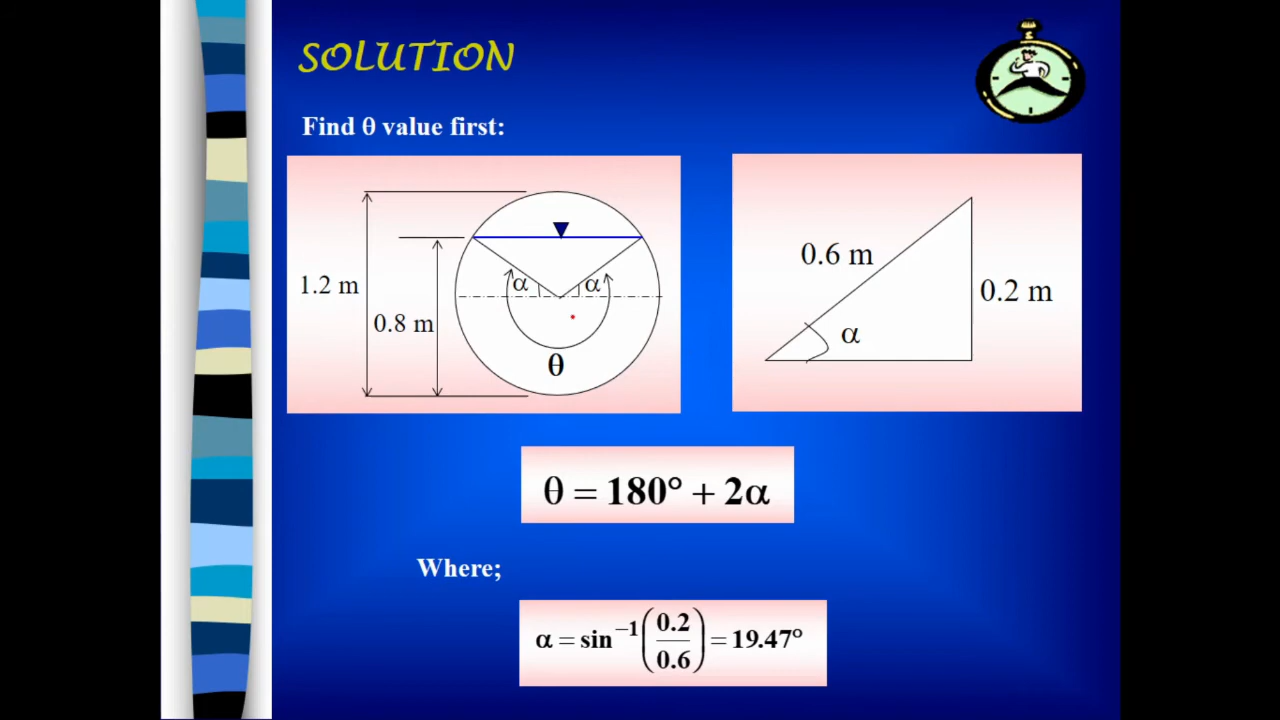 SOLUTION
Find θ value first:
1.2 m
0.8 m
α
α
θ
0.6 m
0.2 m
α
θ = 180° + 2α
Where;
α = sin⁻¹(0.2/0.6) = 19.47°